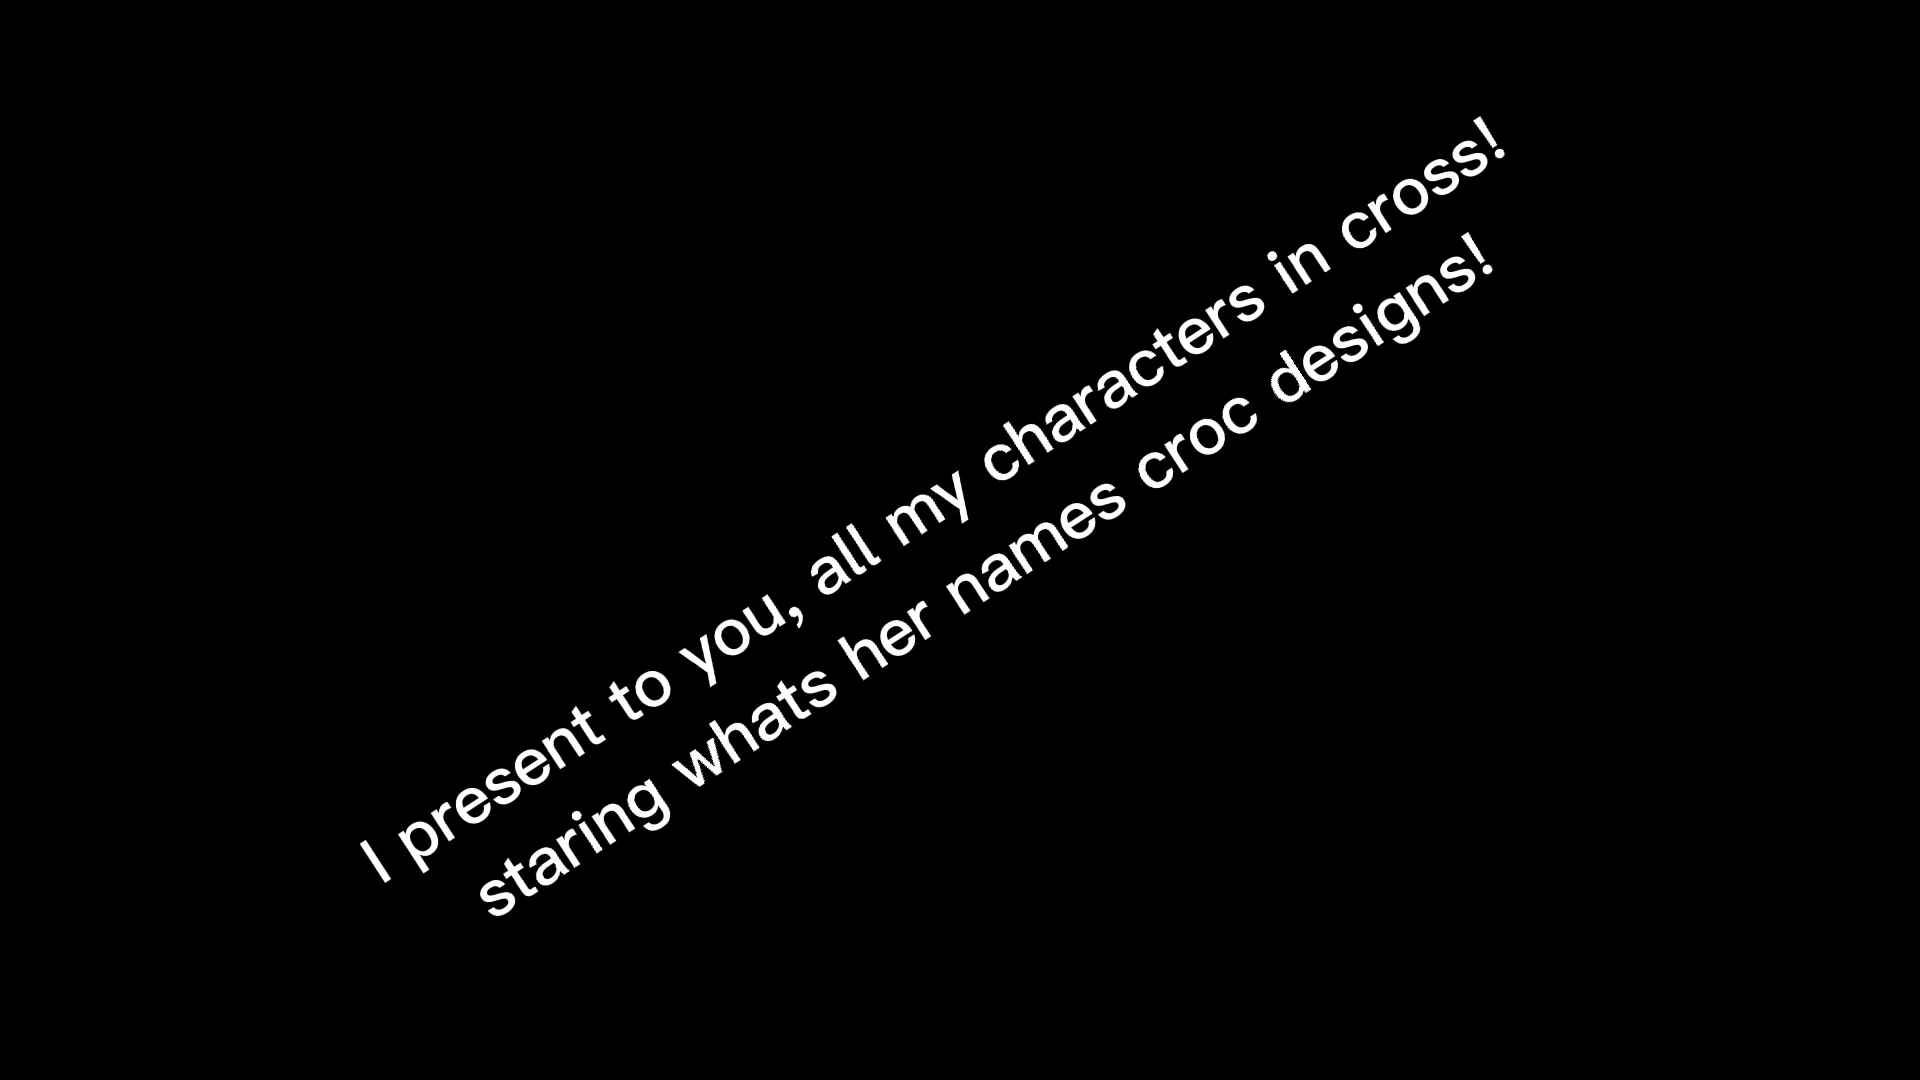 I present to you, all my characters in cross!
staring whats her names croc designs!